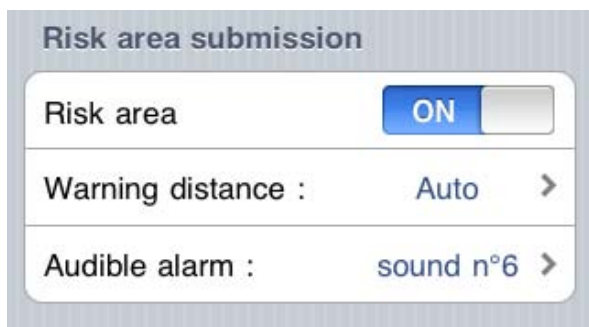 Risk area submission
Risk area ON
Warning distance : Auto
Audible alarm : sound n°6